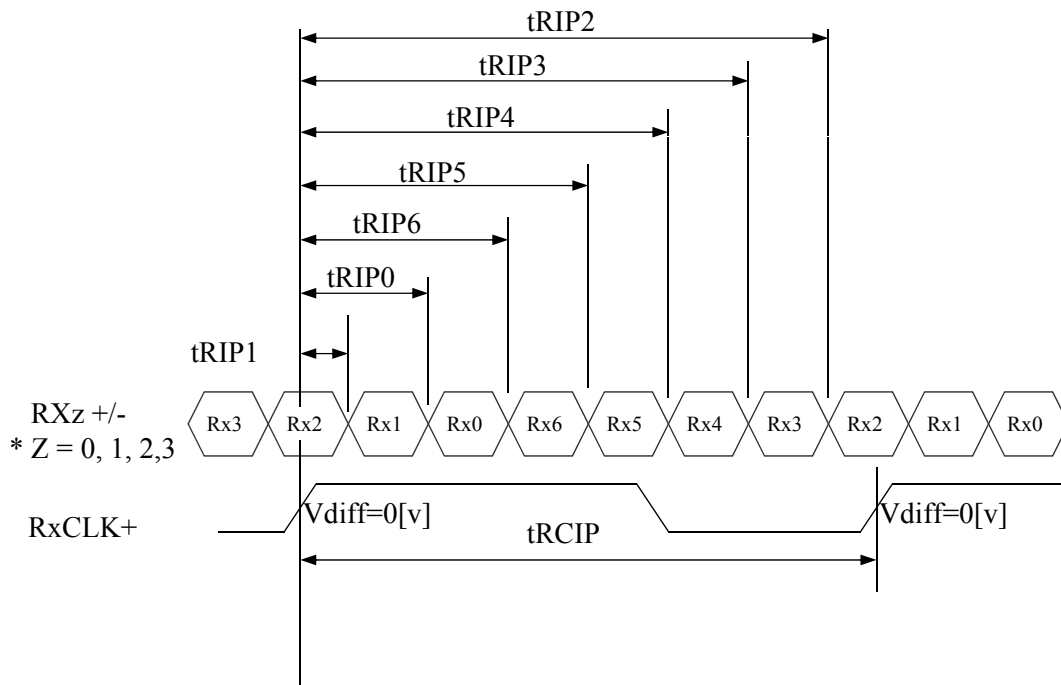 tRIP2
tRIP3
tRIP4
tRIP5
tRIP6
tRIP0
tRIP1
RXz +/-
* Z = 0, 1, 2,3
Rx3 Rx2 Rx1 Rx0 Rx6 Rx5 Rx4 Rx3 Rx2 Rx1 Rx0
RxCLK+
Vdiff=0[v] Vdiff=0[v]
tRCIP